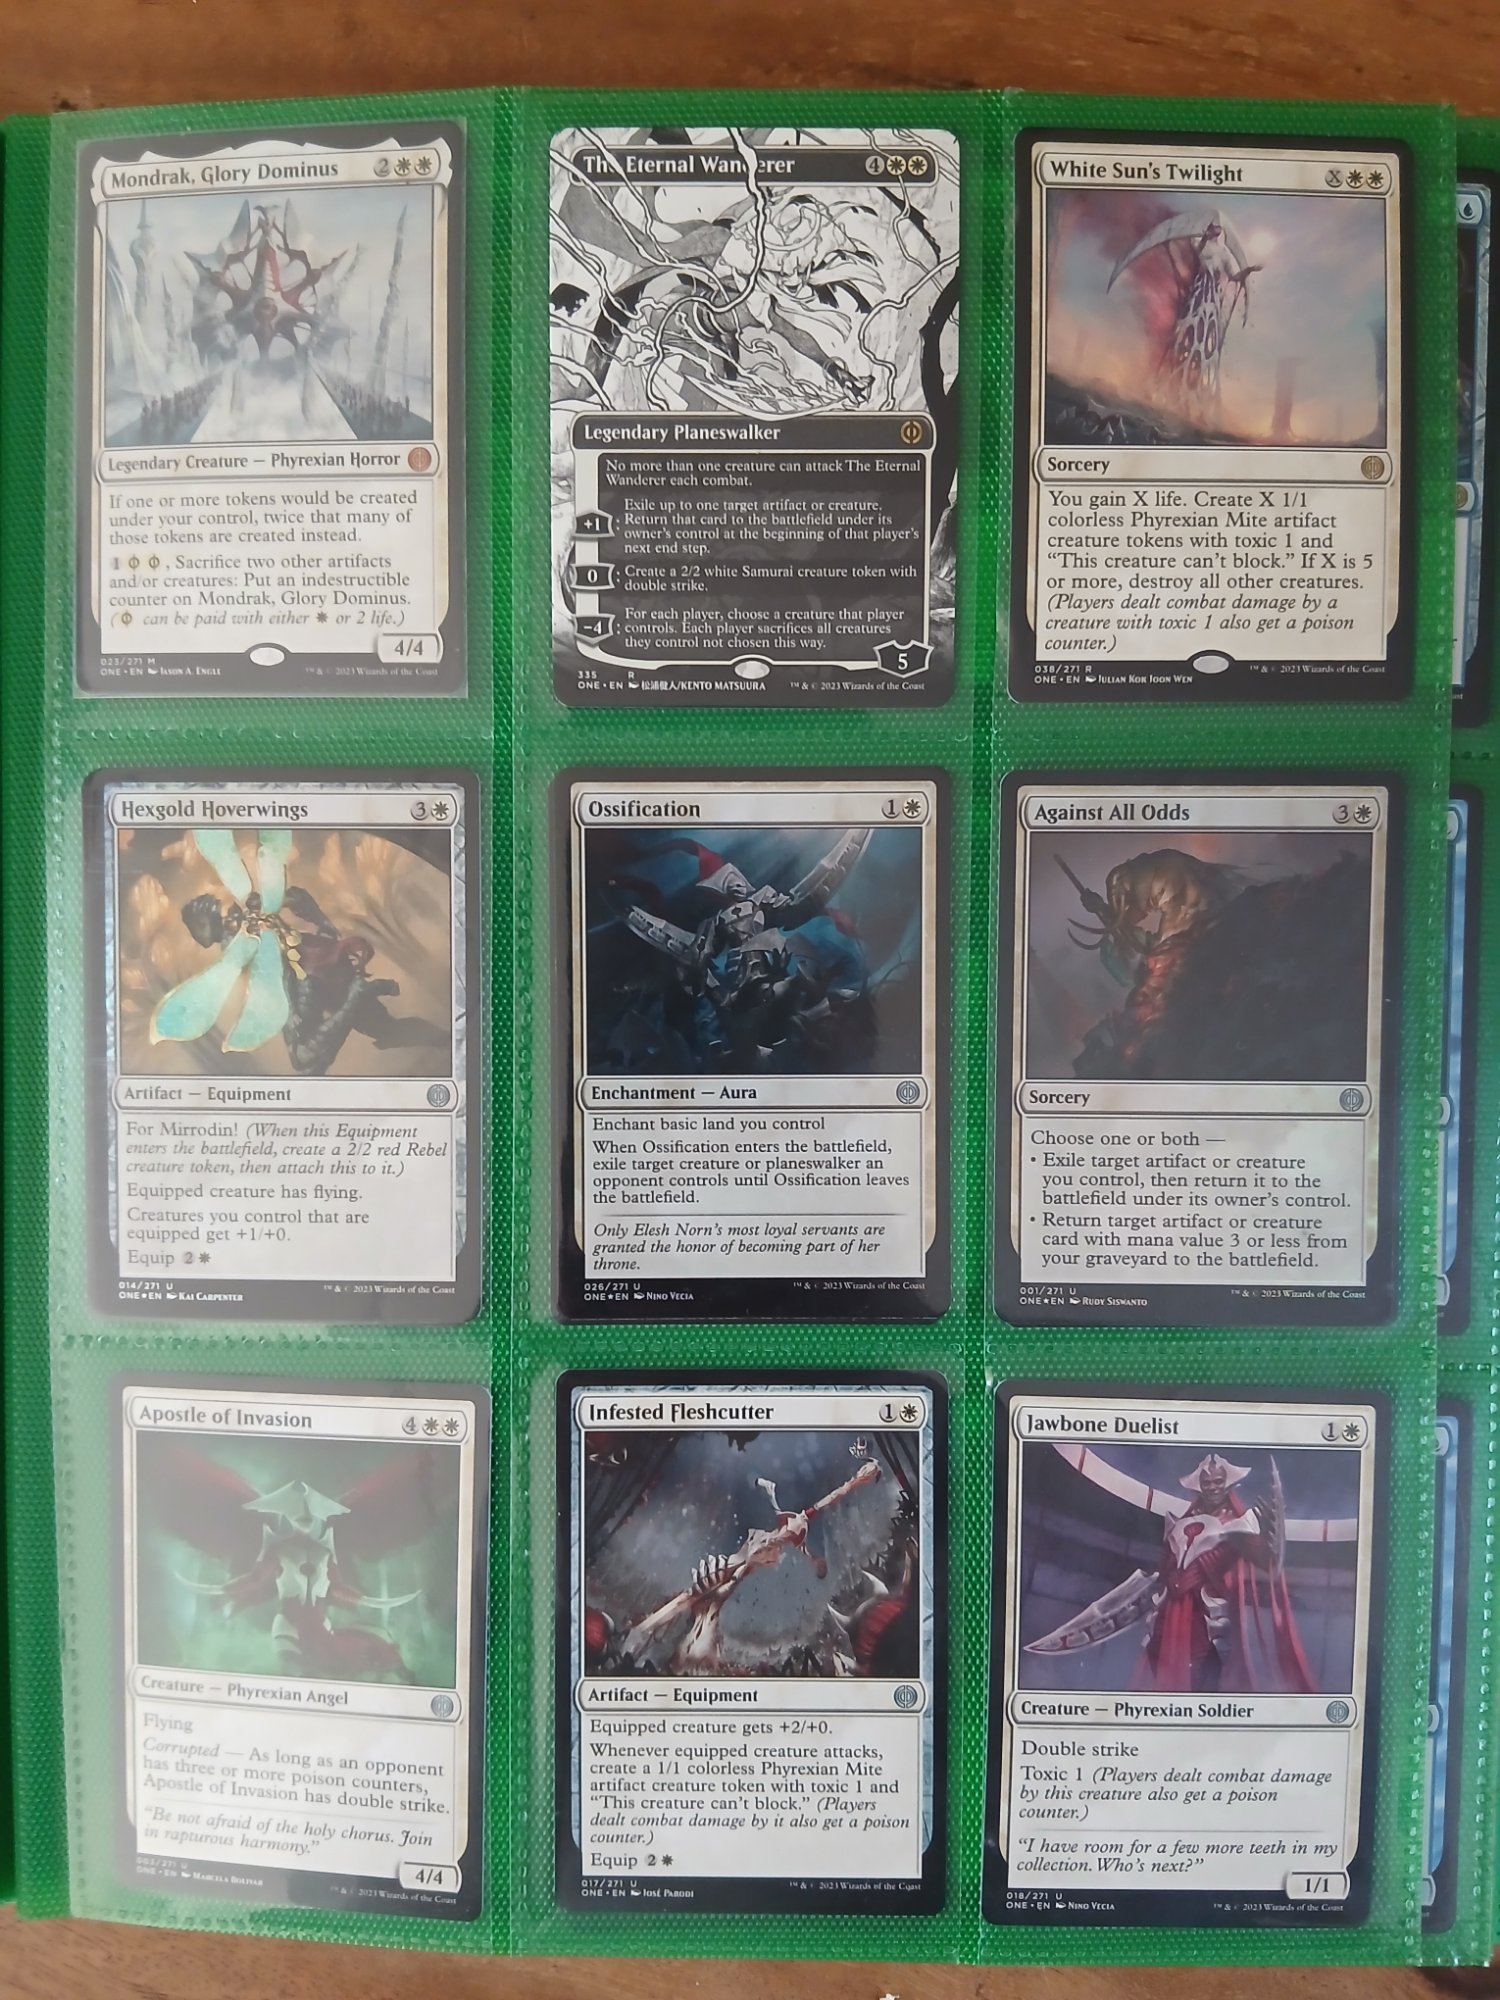 Mondrak, Glory Dominus 2
Legendary Creature — Phyrexian Horror
If one or more tokens would be created
under your control, twice that many of
those tokens are created instead.
1 , Sacrifice two other artifacts
and/or creatures: Put an indestructible
counter on Mondrak, Glory Dominus.
( can be paid with either or 2 life.)
4/4
023/271 M
ONE • EN JASON A. ENGLE
™ & © 2023 Wizards of the Coast
The Eternal Wanderer 4
Legendary Planeswalker
No more than one creature can attack The Eternal
Wanderer each combat.
Exile up to one target artifact or creature.
+1: Return that card to the battlefield under its
owner's control at the beginning of that player's
next end step.
0: Create a 2/2 white Samurai creature token with
double strike.
For each player, choose a creature that player
−4: controls. Each player sacrifices all creatures
they control not chosen this way.
5
335 R
ONE • EN 松浦健人/KENTO MATSUURA
™ & © 2023 Wizards of the Coast
White Sun's Twilight X
Sorcery
You gain X life. Create X 1/1
colorless Phyrexian Mite artifact
creature tokens with toxic 1 and
“This creature can't block.” If X is 5
or more, destroy all other creatures.
(Players dealt combat damage by a
creature with toxic 1 also get a poison
counter.)
038/271 R
ONE • EN JULIAN KOK JOON WEN
™ & © 2023 Wizards of the Coast
Hexgold Hoverwings 3
Artifact — Equipment
For Mirrodin! (When this Equipment
enters the battlefield, create a 2/2 red Rebel
creature token, then attach this to it.)
Equipped creature has flying.
Creatures you control that are
equipped get +1/+0.
Equip 2
014/271 U
ONE★EN KAI CARPENTER
™ & © 2023 Wizards of the Coast
Ossification 1
Enchantment — Aura
Enchant basic land you control
When Ossification enters the battlefield,
exile target creature or planeswalker an
opponent controls until Ossification leaves
the battlefield.
Only Elesh Norn's most loyal servants are
granted the honor of becoming part of her
throne.
026/271 U
ONE★EN NINO VECIA
™ & © 2023 Wizards of the Coast
Against All Odds 3
Sorcery
Choose one or both —
• Exile target artifact or creature
you control, then return it to the
battlefield under its owner's control.
• Return target artifact or creature
card with mana value 3 or less from
your graveyard to the battlefield.
001/271 U
ONE★EN RUDY SISWANTO
™ & © 2023 Wizards of the Coast
Apostle of Invasion 4
Creature — Phyrexian Angel
Flying
Corrupted — As long as an opponent
has three or more poison counters,
Apostle of Invasion has double strike.
“Be not afraid of the holy chorus. Join
in rapturous harmony.”
4/4
003/271 U
ONE • EN MARCELA BOLIVAR
™ & © 2023 Wizards of the Coast
Infested Fleshcutter 1
Artifact — Equipment
Equipped creature gets +2/+0.
Whenever equipped creature attacks,
create a 1/1 colorless Phyrexian Mite
artifact creature token with toxic 1 and
“This creature can't block.” (Players
dealt combat damage by it also get a poison
counter.)
Equip 2
017/271 U
ONE • EN JOSÉ PARODI
™ & © 2023 Wizards of the Coast
Jawbone Duelist 1
Creature — Phyrexian Soldier
Double strike
Toxic 1 (Players dealt combat damage
by this creature also get a poison
counter.)
“I have room for a few more teeth in my
collection. Who's next?”
1/1
018/271 U
ONE • EN NINO VECIA
™ & © 2023 Wizards of the Coast